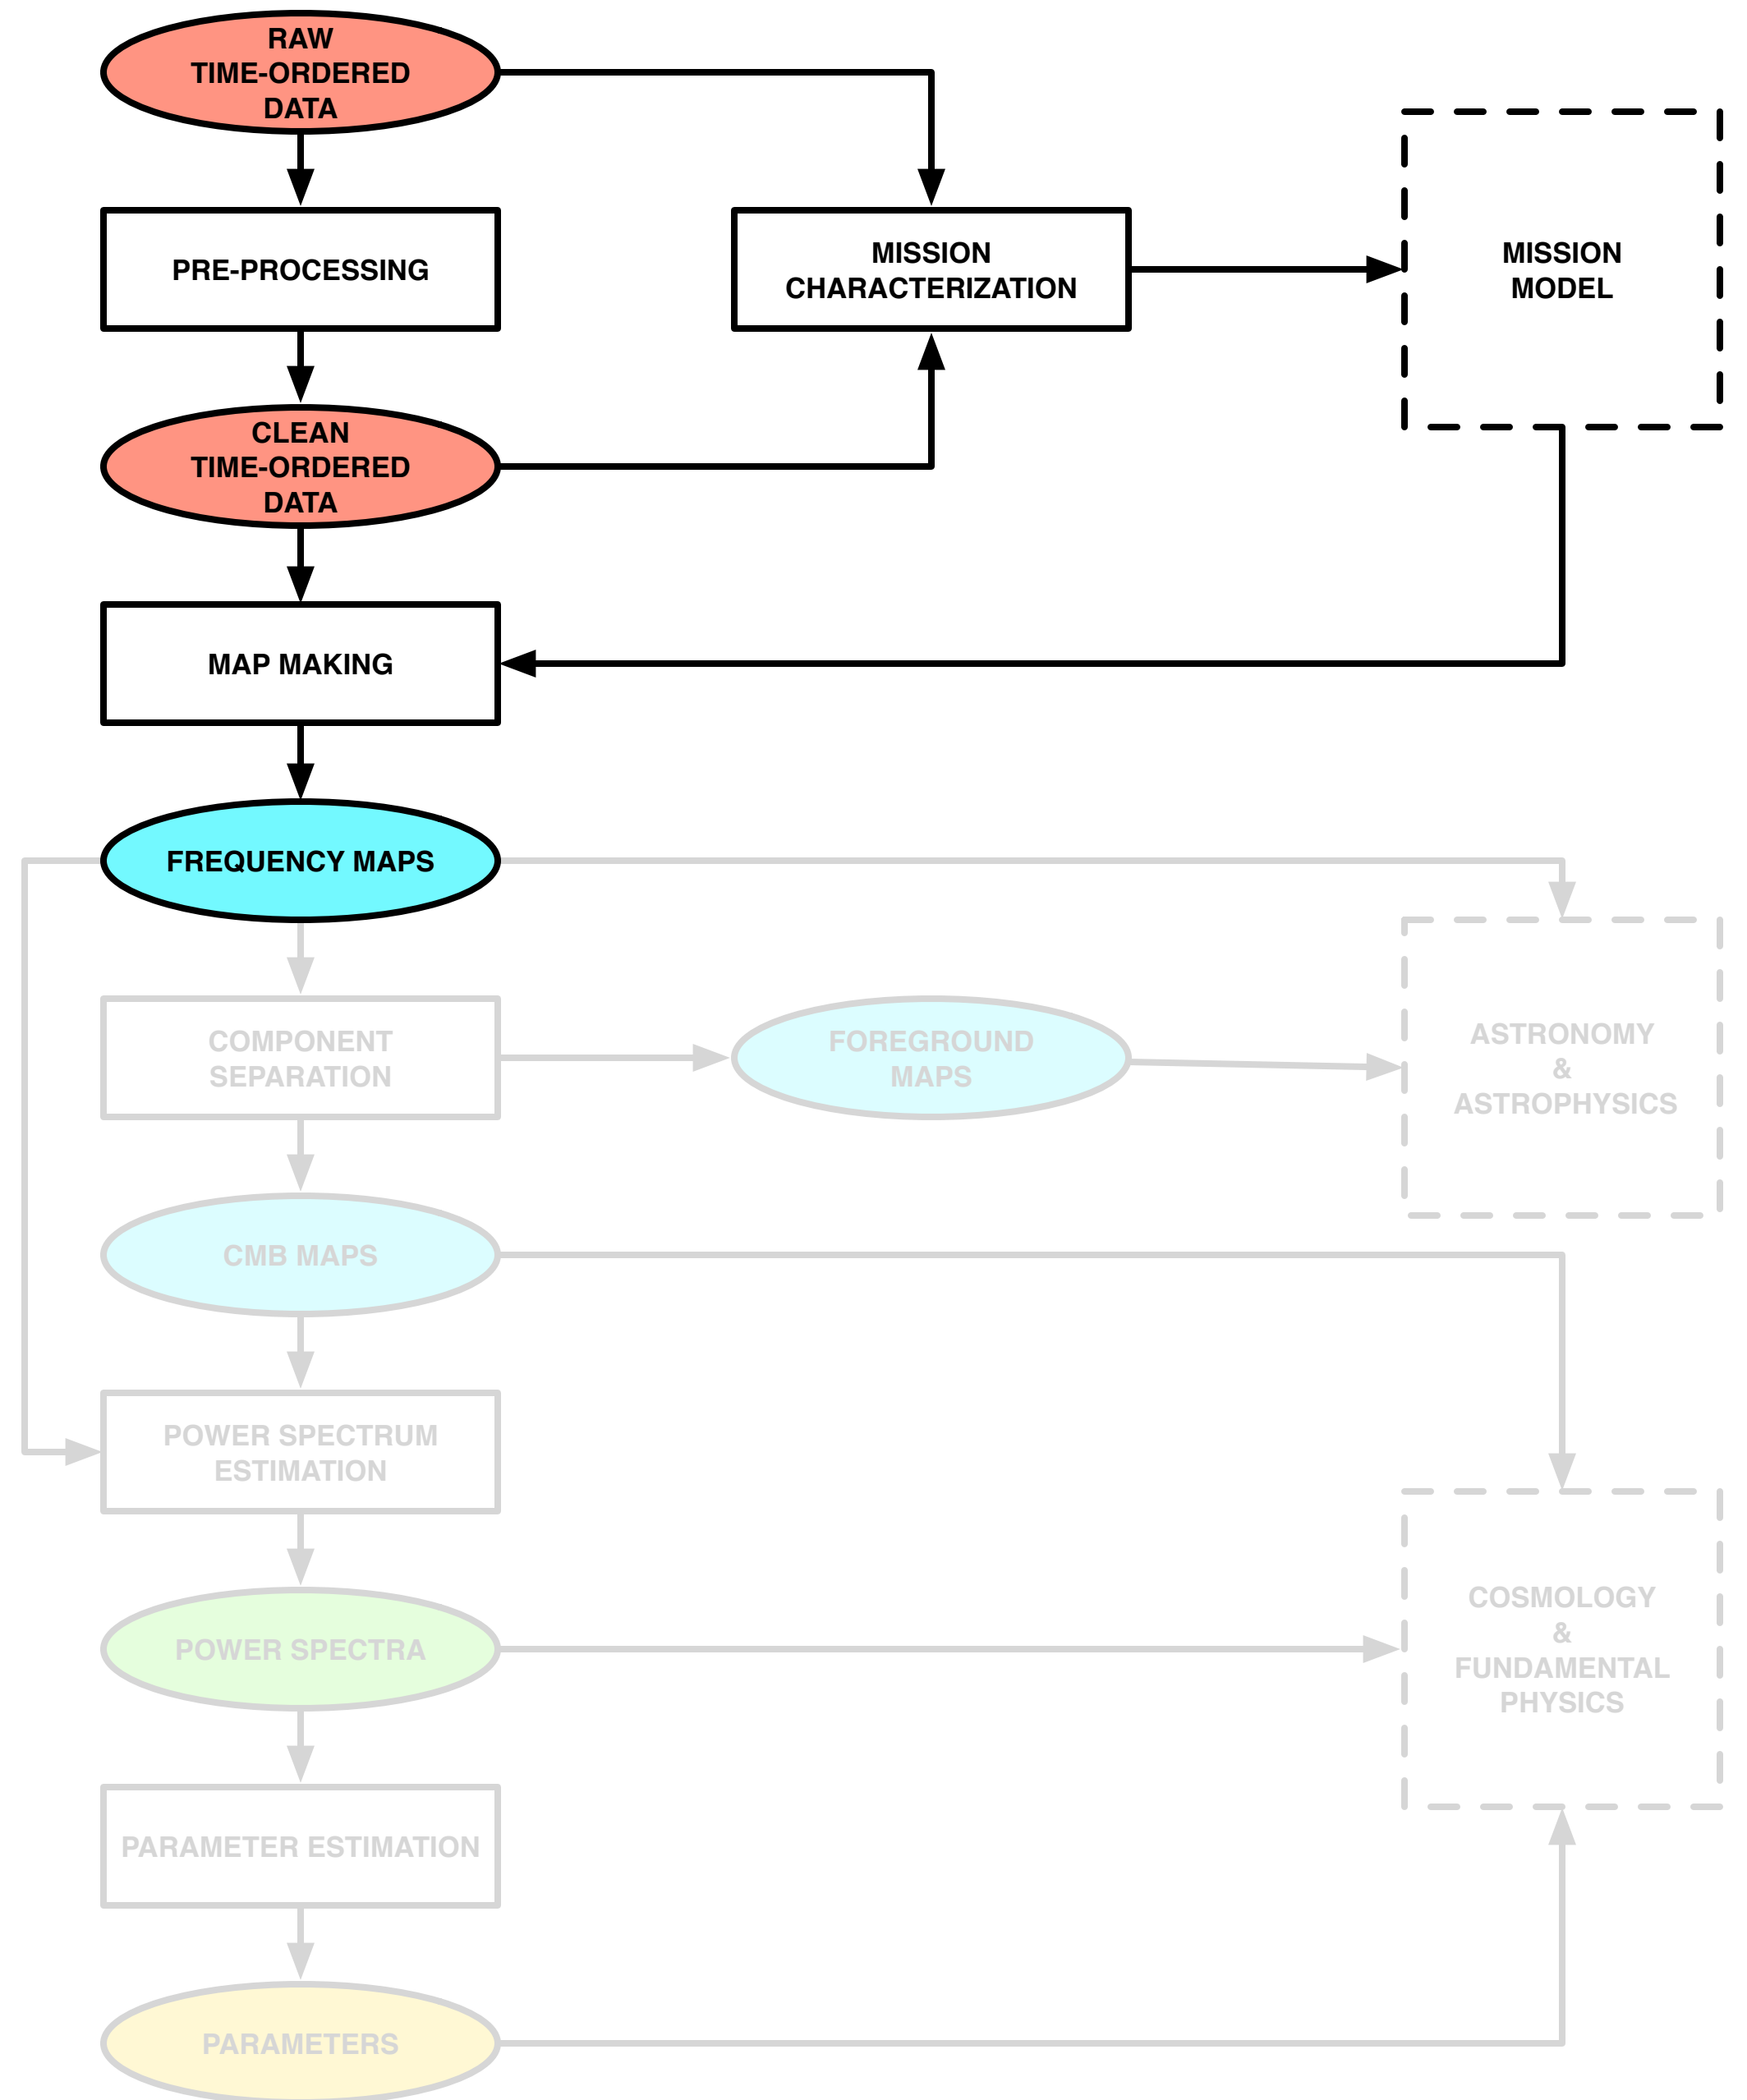 RAW
TIME-ORDERED
DATA
PRE-PROCESSING
MISSION
CHARACTERIZATION
MISSION
MODEL
CLEAN
TIME-ORDERED
DATA
MAP MAKING
FREQUENCY MAPS
COMPONENT
SEPARATION
FOREGROUND
MAPS
ASTRONOMY
&
ASTROPHYSICS
CMB MAPS
POWER SPECTRUM
ESTIMATION
POWER SPECTRA
COSMOLOGY
&
FUNDAMENTAL
PHYSICS
PARAMETER ESTIMATION
PARAMETERS